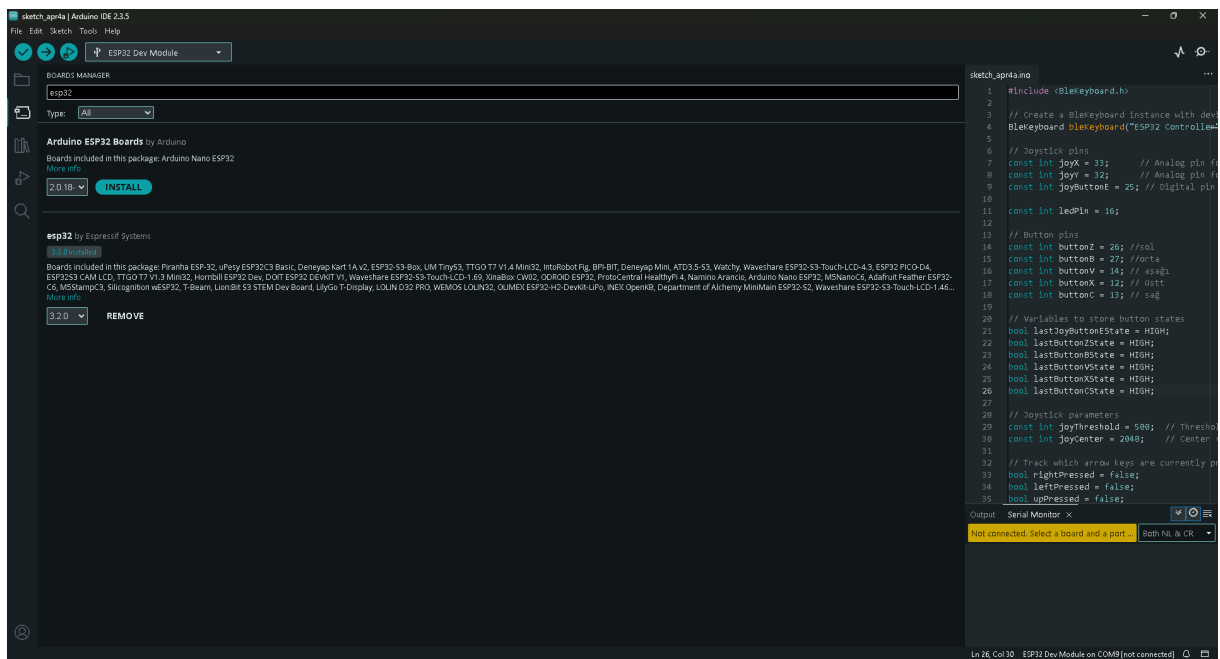 sketch_apr4a | Arduino IDE 2.3.5
File Edit Sketch Tools Help
ESP32 Dev Module
BOARDS MANAGER
esp32
Type: All
Arduino ESP32 Boards by Arduino
Boards included in this package: Arduino Nano ESP32
More info
2.0.18- INSTALL
esp32 by Espressif Systems
3.2.0 installed
Boards included in this package: Piranha ESP-32, uPesy ESP32C3 Basic, Deneyap Kart 1A v2, ESP32-S3-Box, UM TinyS3, TTGO T7 V1.4 Mini32, IntoRobot Fig, BPI-BIT, Deneyap Mini, ATD3.5-S3, Watchy, Waveshare ESP32-S3-Touch-LCD-4.3, ESP32 PICO-D4,
ESP32S3 CAM LCD, TTGO T7 V1.3 Mini32, Hornbill ESP32 Dev, DOIT ESP32 DEVKIT V1, Waveshare ESP32-S3-Touch-LCD-1.69, XinaBox CW02, ODROID ESP32, ProtoCentral HealthyPi 4, Namino Arancio, Arduino Nano ESP32, M5NanoC6, Adafruit Feather ESP32-
C6, M5StampC3, Silicognition wESP32, T-Beam, Lion:Bit S3 STEM Dev Board, LilyGo T-Display, LOLIN D32 PRO, WEMOS LOLIN32, OLIMEX ESP32-H2-DevKit-LiPo, INEX OpenKB, Department of Alchemy MiniMain ESP32-S2, Waveshare ESP32-S3-Touch-LCD-1.46...
More info
3.2.0 REMOVE
sketch_apr4a.ino
1 #include <BleKeyboard.h>
2
3 // Create a BleKeyboard instance with devi
4 BleKeyboard bleKeyboard("ESP32 Controller"
5
6 // Joystick pins
7 const int joyX = 33; // Analog pin fo
8 const int joyY = 32; // Analog pin fo
9 const int joyButtonE = 25; // Digital pin
10
11 const int ledPin = 16;
12
13 // Button pins
14 const int buttonZ = 26; //sol
15 const int buttonB = 27; //orta
16 const int buttonV = 14; // aşağı
17 const int buttonX = 12; // üstt
18 const int buttonC = 13; // sağ
19
20 // Variables to store button states
21 bool lastJoyButtonEState = HIGH;
22 bool lastButtonZState = HIGH;
23 bool lastButtonBState = HIGH;
24 bool lastButtonVState = HIGH;
25 bool lastButtonXState = HIGH;
26 bool lastButtonCState = HIGH;
27
28 // Joystick parameters
29 const int joyThreshold = 500; // Threshol
30 const int joyCenter = 2048; // Center
31
32 // Track which arrow keys are currently pr
33 bool rightPressed = false;
34 bool leftPressed = false;
35 bool upPressed = false;
Output Serial Monitor
Not connected. Select a board and a port ... Both NL & CR
Ln 26, Col 30 ESP32 Dev Module on COM9 [not connected]